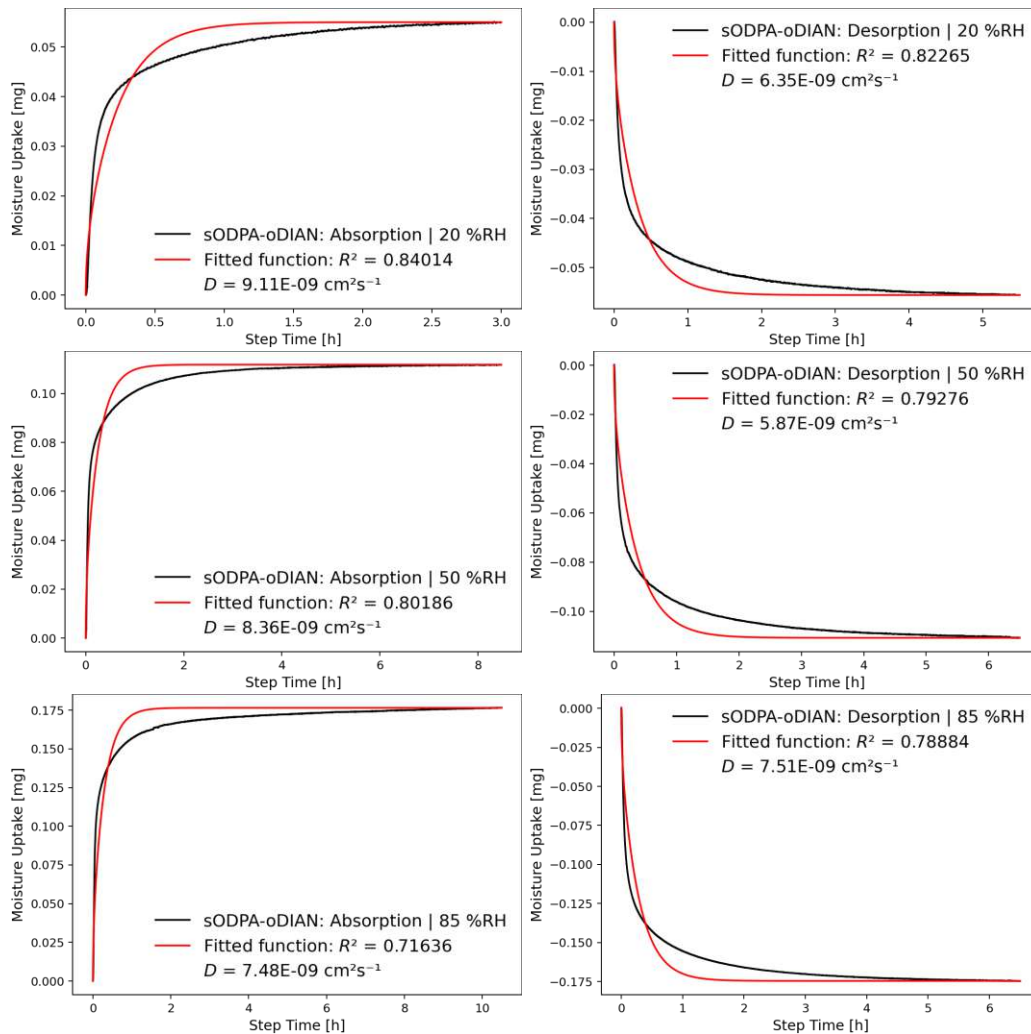 0.05
0.04
0.03
0.02
0.01
0.00
Moisture Uptake [mg]
sODPA-oDIAN: Absorption | 20 %RH
Fitted function: R² = 0.84014
D = 9.11E-09 cm²s⁻¹
0.0 0.5 1.0 1.5 2.0 2.5 3.0
Step Time [h]
0.00
−0.01
−0.02
−0.03
−0.04
−0.05
Moisture Uptake [mg]
sODPA-oDIAN: Desorption | 20 %RH
Fitted function: R² = 0.82265
D = 6.35E-09 cm²s⁻¹
0 1 2 3 4 5
Step Time [h]
0.10
0.08
0.06
0.04
0.02
0.00
Moisture Uptake [mg]
sODPA-oDIAN: Absorption | 50 %RH
Fitted function: R² = 0.80186
D = 8.36E-09 cm²s⁻¹
0 2 4 6 8
Step Time [h]
0.00
−0.02
−0.04
−0.06
−0.08
−0.10
Moisture Uptake [mg]
sODPA-oDIAN: Desorption | 50 %RH
Fitted function: R² = 0.79276
D = 5.87E-09 cm²s⁻¹
0 1 2 3 4 5 6
Step Time [h]
0.175
0.150
0.125
0.100
0.075
0.050
0.025
0.000
Moisture Uptake [mg]
sODPA-oDIAN: Absorption | 85 %RH
Fitted function: R² = 0.71636
D = 7.48E-09 cm²s⁻¹
0 2 4 6 8 10
Step Time [h]
0.000
−0.025
−0.050
−0.075
−0.100
−0.125
−0.150
−0.175
Moisture Uptake [mg]
sODPA-oDIAN: Desorption | 85 %RH
Fitted function: R² = 0.78884
D = 7.51E-09 cm²s⁻¹
0 1 2 3 4 5 6
Step Time [h]